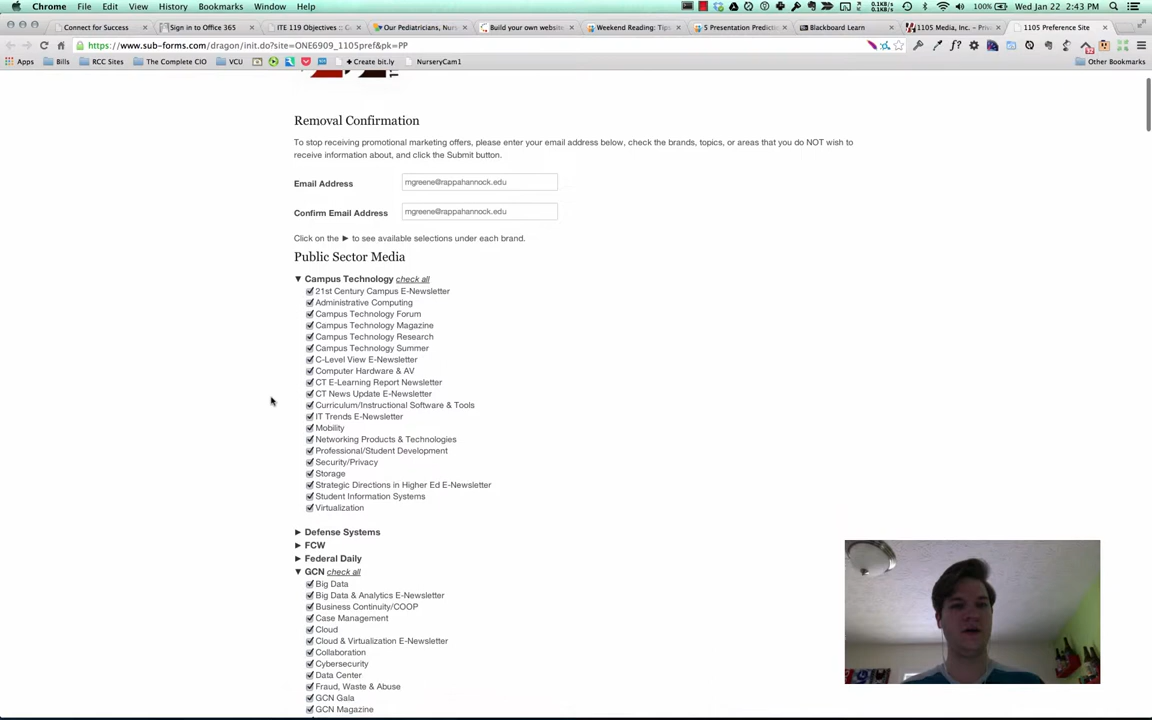 Chrome File Edit View History Bookmarks Window Help 100% Wed Jan 22 2:43 PM
Connect for Success Sign in to Office 365 ITE 119 Objectives :: C Our Pediatricians, Nurs Build your own websit Weekend Reading: Tips 5 Presentation Predicti Blackboard Learn 1105 Media, Inc. - Priv 1105 Preference Site
https://www.sub-forms.com/dragon/init.do?site=ONE6909_1105pref&pk=PP
Apps Bills RCC Sites The Complete CIO VCU Create bit.ly NurseryCam1 Other Bookmarks
Removal Confirmation
To stop receiving promotional marketing offers, please enter your email address below, check the brands, topics, or areas that you do NOT wish to
receive information about, and click the Submit button.
Email Address mgreene@rappahannock.edu
Confirm Email Address mgreene@rappahannock.edu
Click on the ► to see available selections under each brand.
Public Sector Media
▼ Campus Technology check all
21st Century Campus E-Newsletter
Administrative Computing
Campus Technology Forum
Campus Technology Magazine
Campus Technology Research
Campus Technology Summer
C-Level View E-Newsletter
Computer Hardware & AV
CT E-Learning Report Newsletter
CT News Update E-Newsletter
Curriculum/Instructional Software & Tools
IT Trends E-Newsletter
Mobility
Networking Products & Technologies
Professional/Student Development
Security/Privacy
Storage
Strategic Directions in Higher Ed E-Newsletter
Student Information Systems
Virtualization
► Defense Systems
► FCW
► Federal Daily
▼ GCN check all
Big Data
Big Data & Analytics E-Newsletter
Business Continuity/COOP
Case Management
Cloud
Cloud & Virtualization E-Newsletter
Collaboration
Cybersecurity
Data Center
Fraud, Waste & Abuse
GCN Gala
GCN Magazine